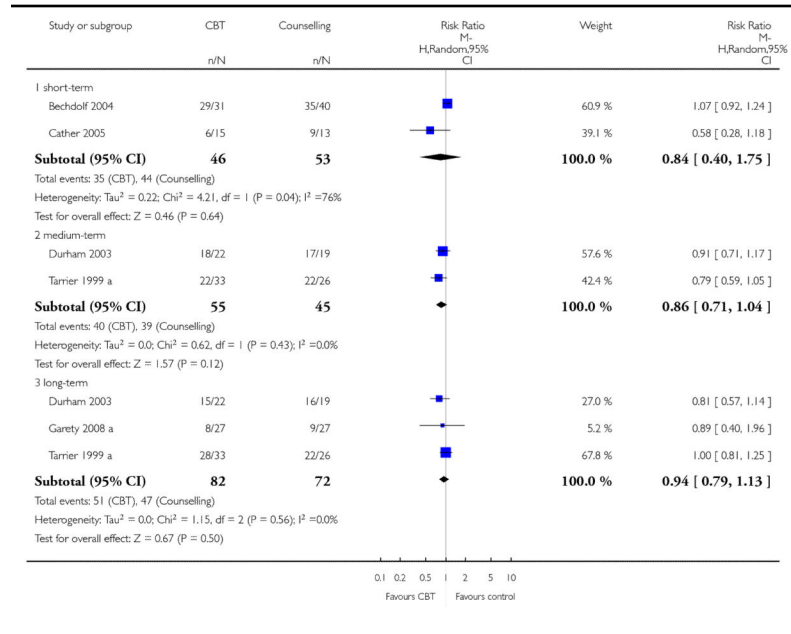 Study or subgroup CBT Counselling Risk Ratio Weight Risk Ratio
M- M-
H,Random,95% H,Random,95%
n/N n/N CI CI
1 short-term
Bechdolf 2004 29/31 35/40 60.9 % 1.07 [ 0.92, 1.24 ]
Cather 2005 6/15 9/13 39.1 % 0.58 [ 0.28, 1.18 ]
Subtotal (95% CI) 46 53 100.0 % 0.84 [ 0.40, 1.75 ]
Total events: 35 (CBT), 44 (Counselling)
Heterogeneity: Tau² = 0.22; Chi² = 4.21, df = 1 (P = 0.04); I² =76%
Test for overall effect: Z = 0.46 (P = 0.64)
2 medium-term
Durham 2003 18/22 17/19 57.6 % 0.91 [ 0.71, 1.17 ]
Tarrier 1999 a 22/33 22/26 42.4 % 0.79 [ 0.59, 1.05 ]
Subtotal (95% CI) 55 45 100.0 % 0.86 [ 0.71, 1.04 ]
Total events: 40 (CBT), 39 (Counselling)
Heterogeneity: Tau² = 0.0; Chi² = 0.62, df = 1 (P = 0.43); I² =0.0%
Test for overall effect: Z = 1.57 (P = 0.12)
3 long-term
Durham 2003 15/22 16/19 27.0 % 0.81 [ 0.57, 1.14 ]
Garety 2008 a 8/27 9/27 5.2 % 0.89 [ 0.40, 1.96 ]
Tarrier 1999 a 28/33 22/26 67.8 % 1.00 [ 0.81, 1.25 ]
Subtotal (95% CI) 82 72 100.0 % 0.94 [ 0.79, 1.13 ]
Total events: 51 (CBT), 47 (Counselling)
Heterogeneity: Tau² = 0.0; Chi² = 1.15, df = 2 (P = 0.56); I² =0.0%
Test for overall effect: Z = 0.67 (P = 0.50)
0.1 0.2 0.5 1 2 5 10
Favours CBT Favours control